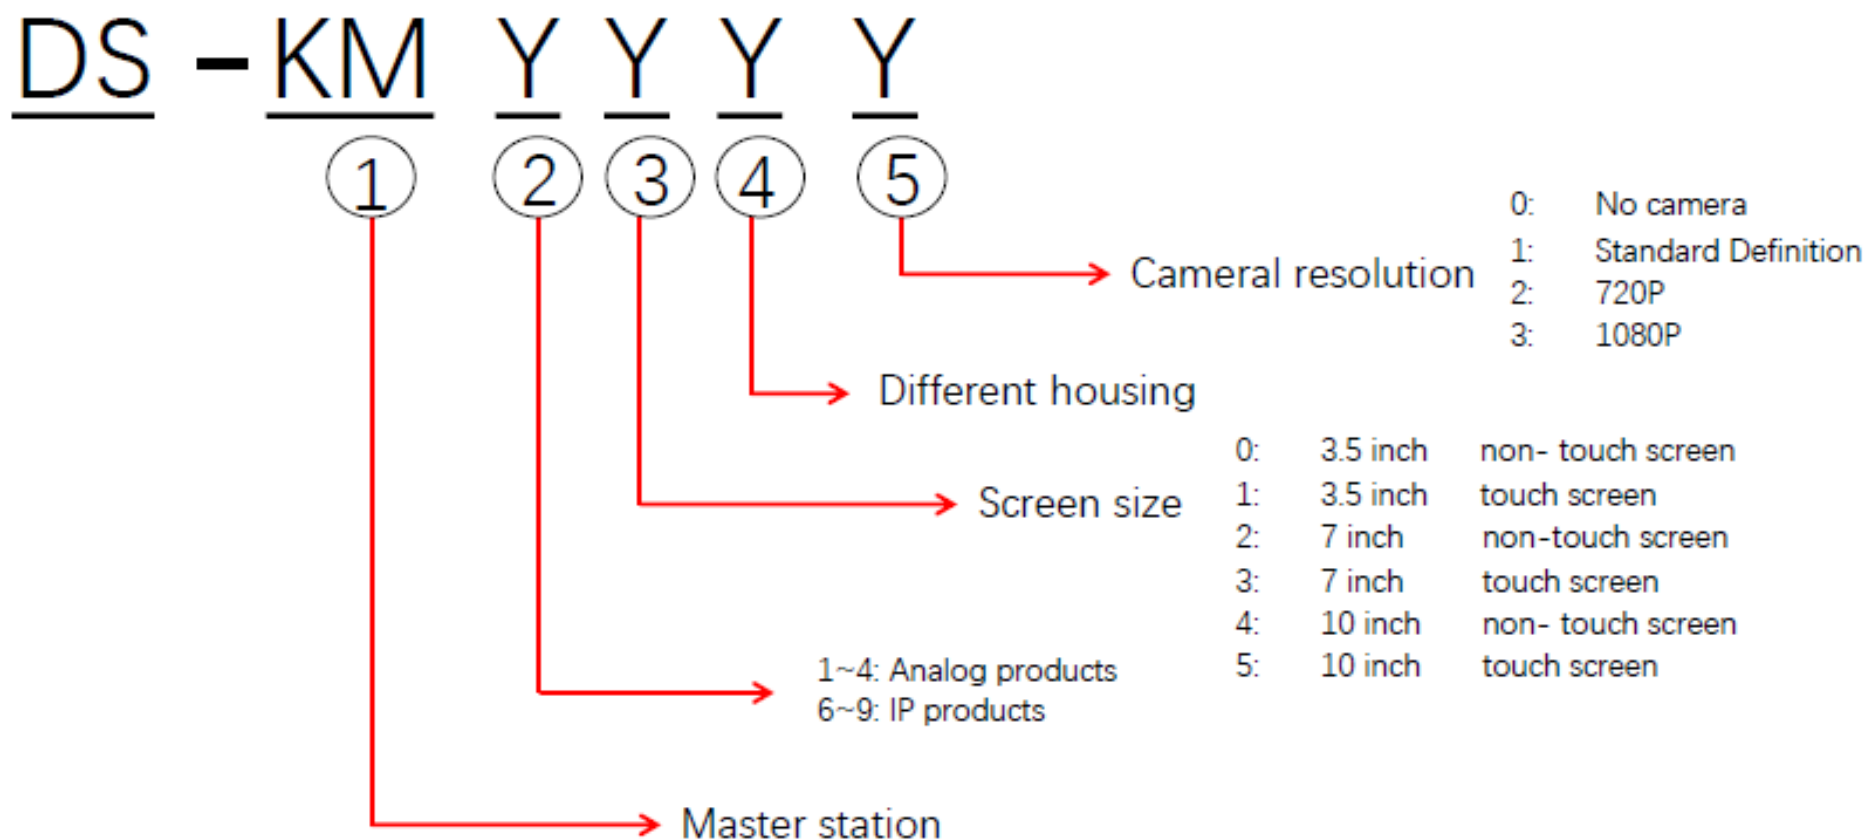 DS - KM Y Y Y Y
1 2 3 4 5
0: No camera
1: Standard Definition
2: 720P
3: 1080P
Cameral resolution
Different housing
Screen size
0: 3.5 inch non- touch screen
1: 3.5 inch touch screen
2: 7 inch non-touch screen
3: 7 inch touch screen
4: 10 inch non- touch screen
5: 10 inch touch screen
1~4: Analog products
6~9: IP products
Master station